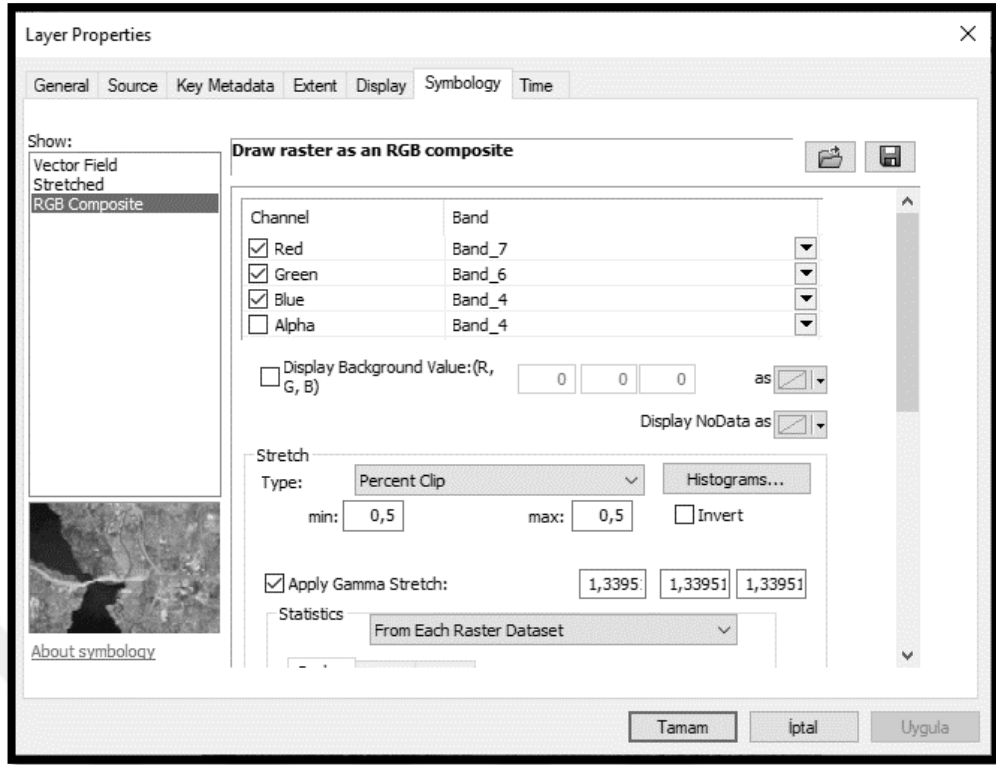 Layer Properties
General Source Key Metadata Extent Display Symbology Time
Show:
Vector Field
Stretched
RGB Composite
About symbology
Draw raster as an RGB composite
Channel Band
Red Band_7
Green Band_6
Blue Band_4
Alpha Band_4
Display Background Value:(R,
G, B) 0 0 0 as
Display NoData as
Stretch
Type: Percent Clip Histograms...
min: 0,5 max: 0,5 Invert
Apply Gamma Stretch: 1,3395 1,33951 1,33951
Statistics
From Each Raster Dataset
Tamam İptal Uygula